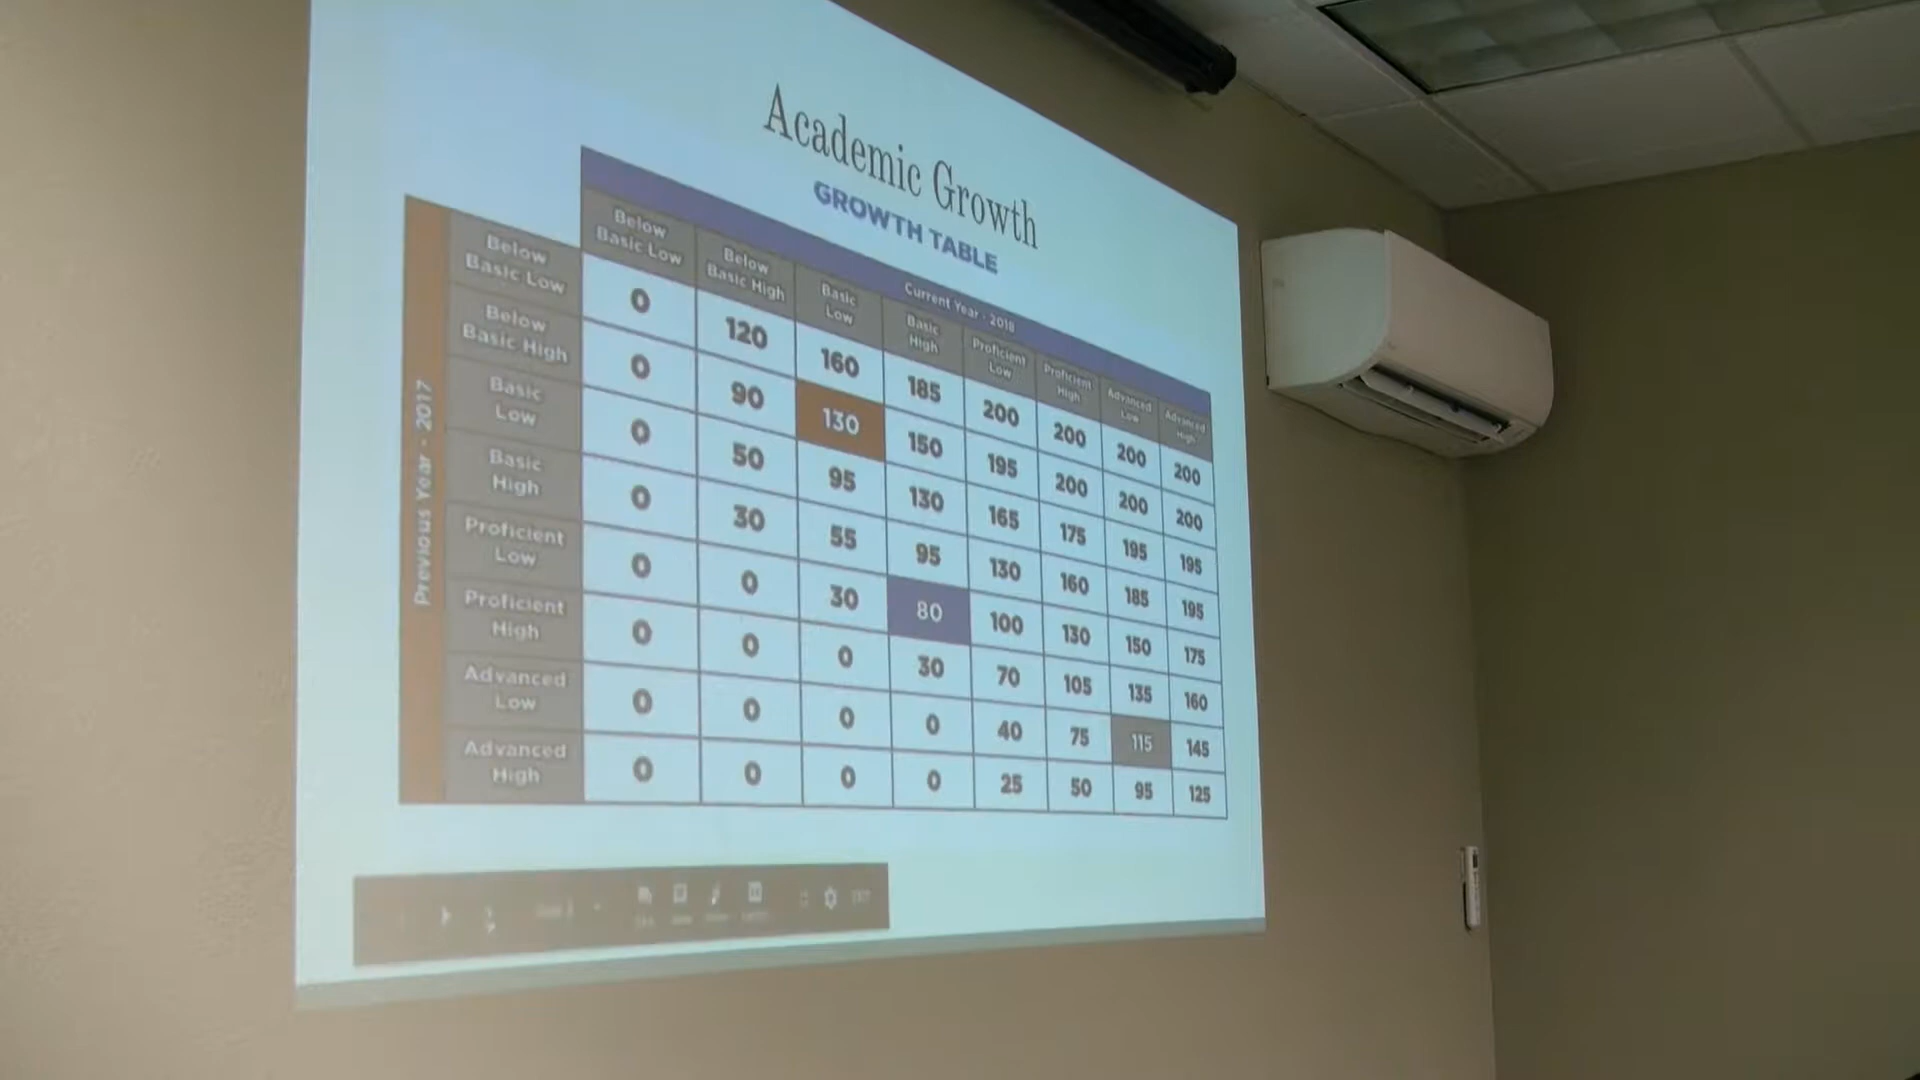 Academic Growth
GROWTH TABLE
Current Year - 2018
Below Basic Low Below Basic High Basic Low Basic High Proficient Low Proficient High Advanced Low Advanced High
Previous Year - 2017
Below Basic Low 0 120 160 185 200 200 200 200
Below Basic High 0 90 130 150 195 200 200 200
Basic Low 0 50 95 130 165 175 195 195
Basic High 0 30 55 95 130 160 185 195
Proficient Low 0 0 30 80 100 130 150 175
Proficient High 0 0 0 30 70 105 135 160
Advanced Low 0 0 0 0 40 75 115 145
Advanced High 0 0 0 0 25 50 95 125